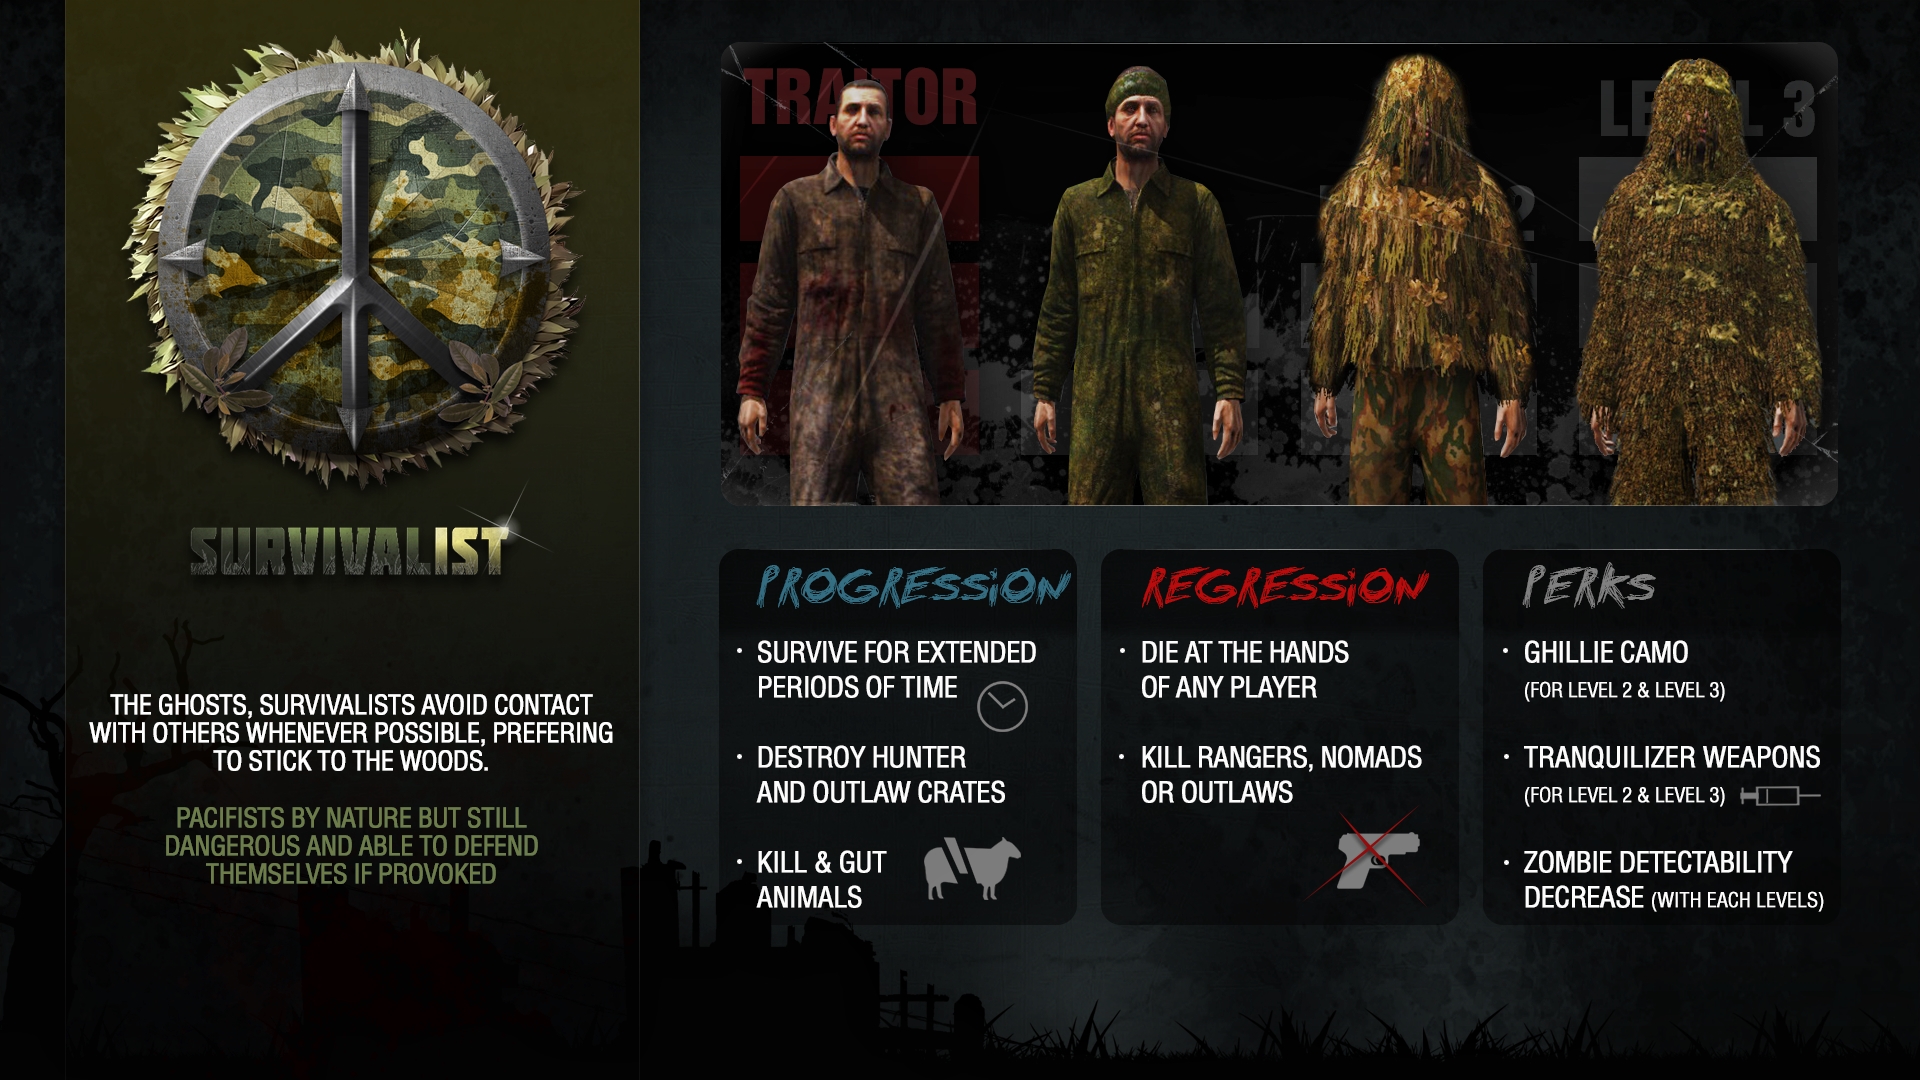 SURVIVALIST
THE GHOSTS, SURVIVALISTS AVOID CONTACT
WITH OTHERS WHENEVER POSSIBLE, PREFERING
TO STICK TO THE WOODS.
PACIFISTS BY NATURE BUT STILL
DANGEROUS AND ABLE TO DEFEND
THEMSELVES IF PROVOKED
TRAITOR
2
LEVEL 3
PROGRESSION
· SURVIVE FOR EXTENDED
PERIODS OF TIME
· DESTROY HUNTER
AND OUTLAW CRATES
· KILL & GUT
ANIMALS
REGRESSION
· DIE AT THE HANDS
OF ANY PLAYER
· KILL RANGERS, NOMADS
OR OUTLAWS
PERKS
· GHILLIE CAMO
(FOR LEVEL 2 & LEVEL 3)
· TRANQUILIZER WEAPONS
(FOR LEVEL 2 & LEVEL 3)
· ZOMBIE DETECTABILITY
DECREASE (WITH EACH LEVELS)